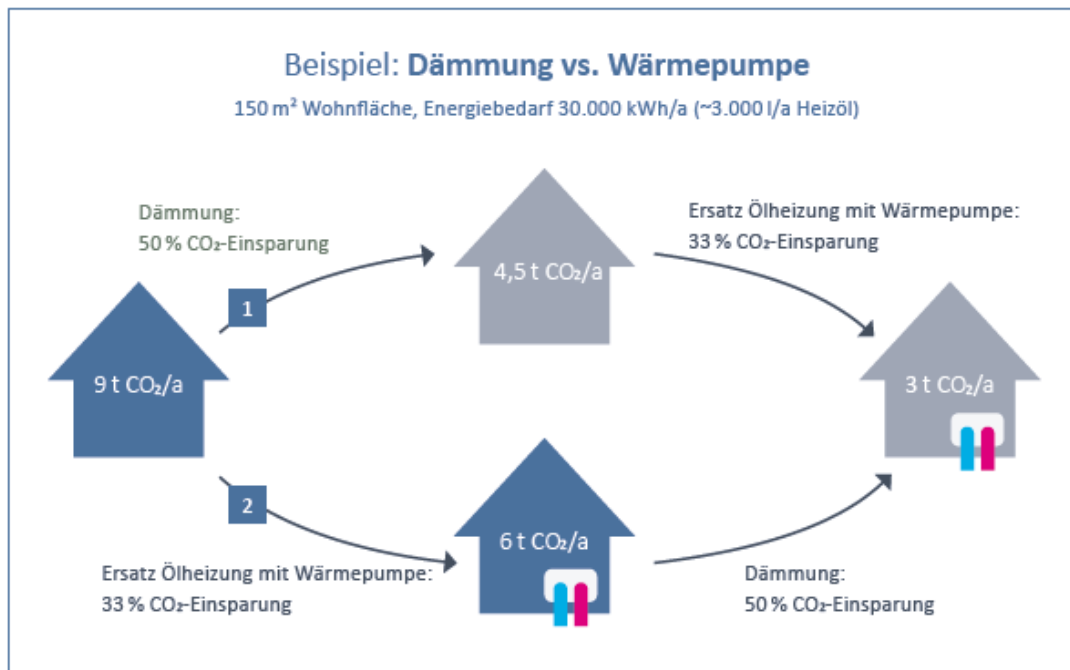 Beispiel: Dämmung vs. Wärmepumpe
150 m² Wohnfläche, Energiebedarf 30.000 kWh/a (~3.000 l/a Heizöl)
Dämmung:
50 % CO₂-Einsparung
Ersatz Ölheizung mit Wärmepumpe:
33 % CO₂-Einsparung
4,5 t CO₂/a
1
9 t CO₂/a
3 t CO₂/a
2
6 t CO₂/a
Ersatz Ölheizung mit Wärmepumpe:
33 % CO₂-Einsparung
Dämmung:
50 % CO₂-Einsparung